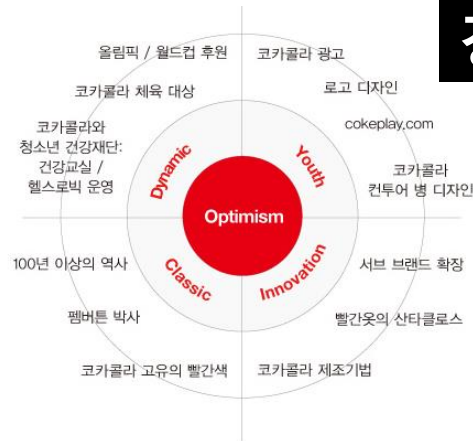 올림픽 / 월드컵 후원
코카콜라 체육 대상
코카콜라와
청소년 건강재단:
건강교실 /
헬스로빅 운영
Dynamic
코카콜라 광고
로고 디자인
cokeplay.com
코카콜라
컨투어 병 디자인
Youth
Optimism
Classic
100년 이상의 역사
펨버튼 박사
코카콜라 고유의 빨간색
Innovation
서브 브랜드 확장
빨간옷의 산타클로스
코카콜라 제조기법